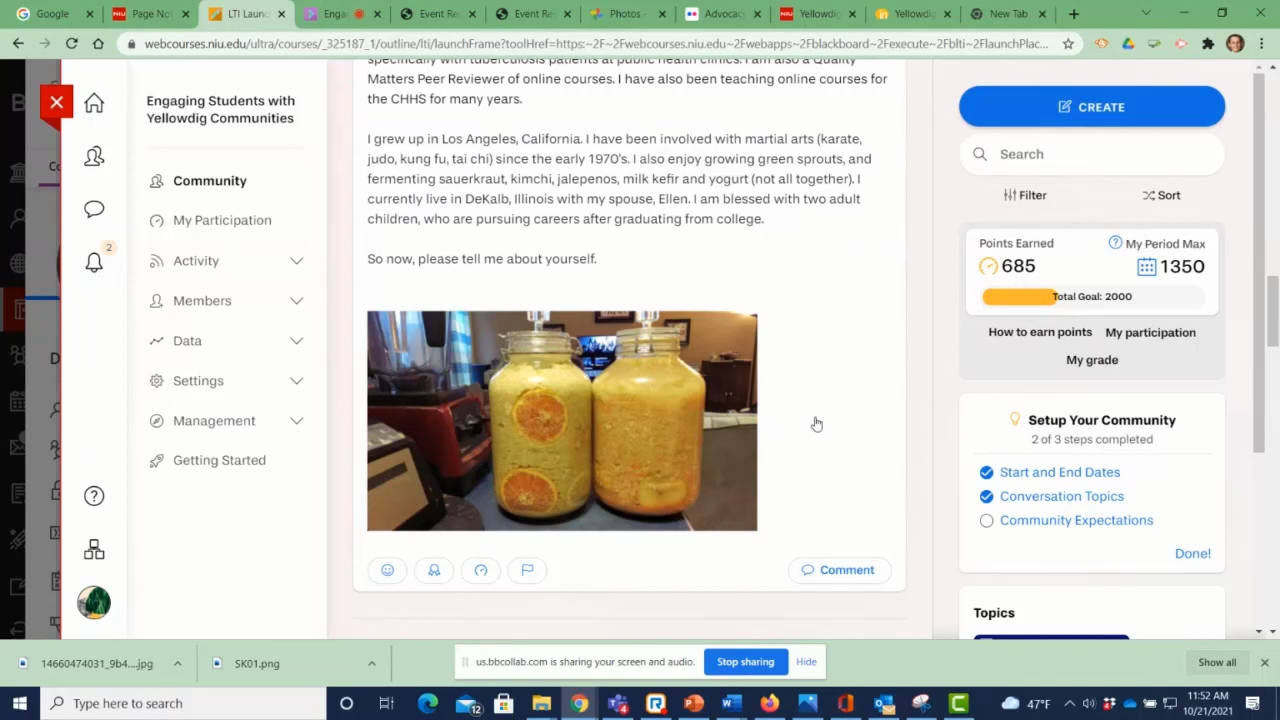 Google
Page No
LTI Laun
Enga
Event Re
Event Re
Photos -
Advocac
Yellowdig
Yellowdig
New Tab
webcourses.niu.edu/ultra/courses/_325187_1/outline/lti/launchFrame?toolHref=https:~2F~2Fwebcourses.niu.edu~2Fwebapps~2Fblackboard~2Fexecute~2Fblti~2FlaunchPlac...
specifically with tuberculosis patients at public health clinics. I am also a Quality
Matters Peer Reviewer of online courses. I have also been teaching online courses for
the CHHS for many years.
I grew up in Los Angeles, California. I have been involved with martial arts (karate,
judo, kung fu, tai chi) since the early 1970's. I also enjoy growing green sprouts, and
fermenting sauerkraut, kimchi, jalepenos, milk kefir and yogurt (not all together). I
currently live in DeKalb, Illinois with my spouse, Ellen. I am blessed with two adult
children, who are pursuing careers after graduating from college.
So now, please tell me about yourself.
Comment
Engaging Students with
Yellowdig Communities
Community
My Participation
Activity
Members
Data
Settings
Management
Getting Started
2
CREATE
Search
Filter Sort
Points Earned My Period Max
685 1350
Total Goal: 2000
How to earn points My participation
My grade
Setup Your Community
2 of 3 steps completed
Start and End Dates
Conversation Topics
Community Expectations
Done!
Topics
14660474031_9b4....jpg
SK01.png
us.bbcollab.com is sharing your screen and audio. Stop sharing Hide
Show all
Type here to search
12
4
47°F
11:52 AM
10/21/2021